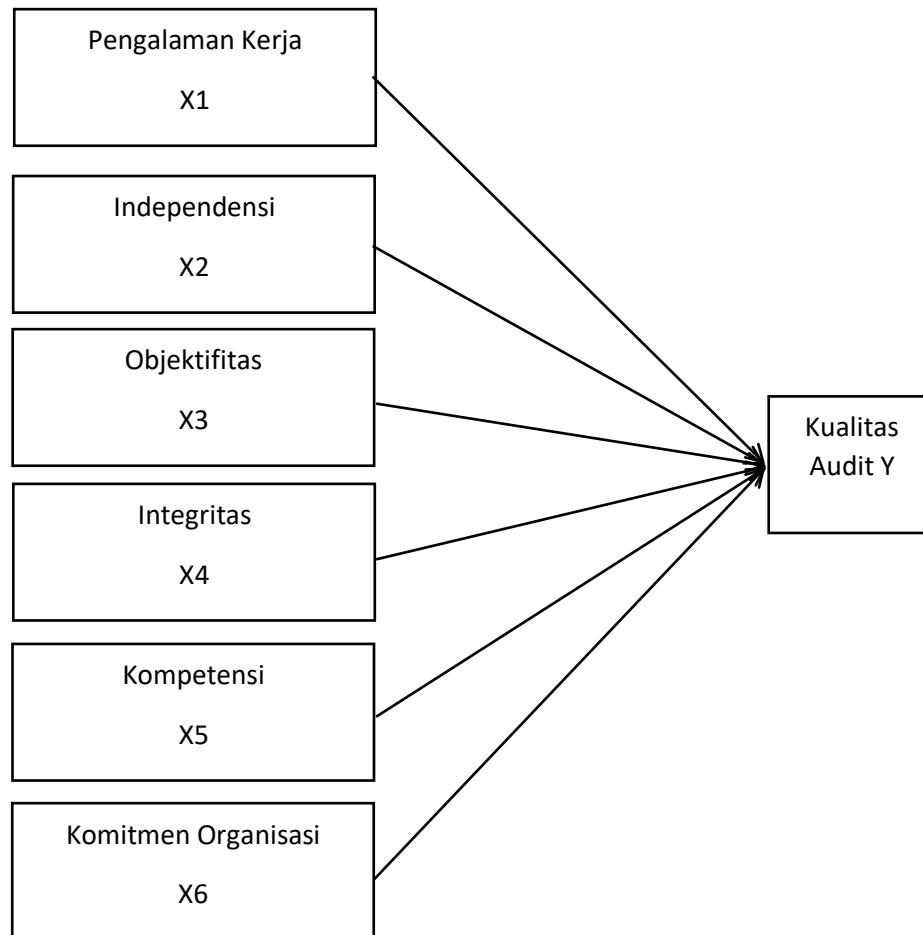 Pengalaman Kerja
X1
Independensi
X2
Objektifitas
X3
Integritas
X4
Kompetensi
X5
Komitmen Organisasi
X6
Kualitas
Audit Y